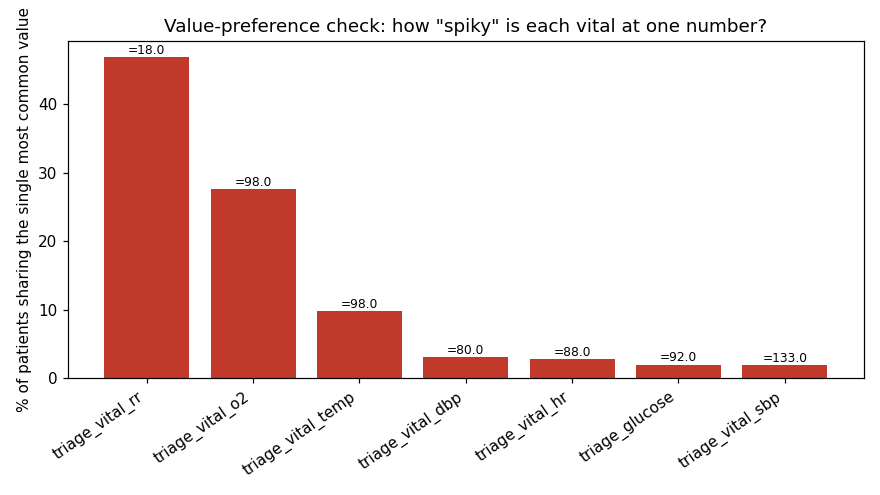 Value-preference check: how "spiky" is each vital at one number?
% of patients sharing the single most common value
40
30
20
10
0
=18.0
=98.0
=98.0
=80.0
=88.0
=92.0
=133.0
triage_vital_rr
triage_vital_o2
triage_vital_temp
triage_vital_dbp
triage_vital_hr
triage_glucose
triage_vital_sbp